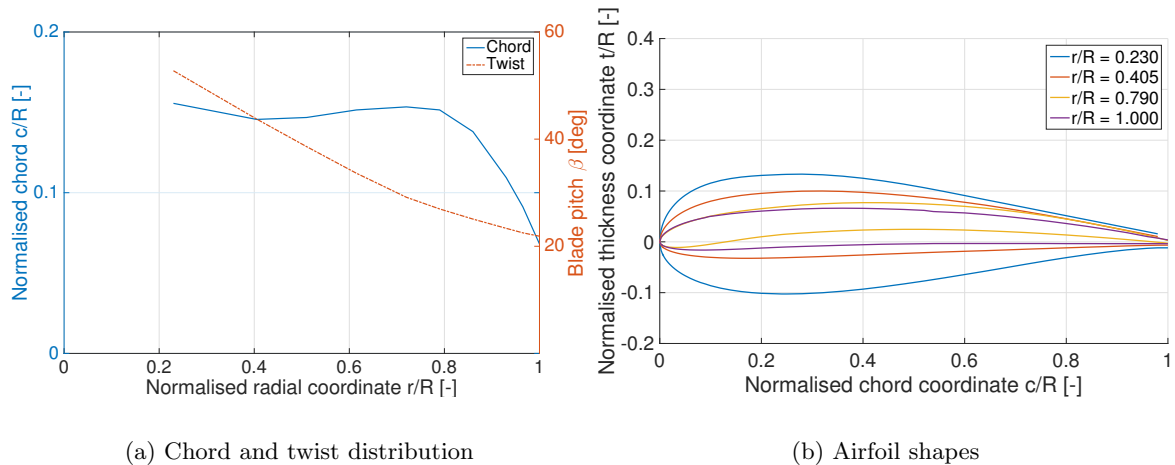 0.2
0.1
0
Normalised chord c/R [-]
60
40
20
Blade pitch β [deg]
Chord
Twist
0 0.2 0.4 0.6 0.8 1
Normalised radial coordinate r/R [-]
(a) Chord and twist distribution
0.4
0.3
0.2
0.1
0
-0.1
-0.2
Normalised thickness coordinate t/R [-]
r/R = 0.230
r/R = 0.405
r/R = 0.790
r/R = 1.000
0 0.2 0.4 0.6 0.8 1
Normalised chord coordinate c/R [-]
(b) Airfoil shapes